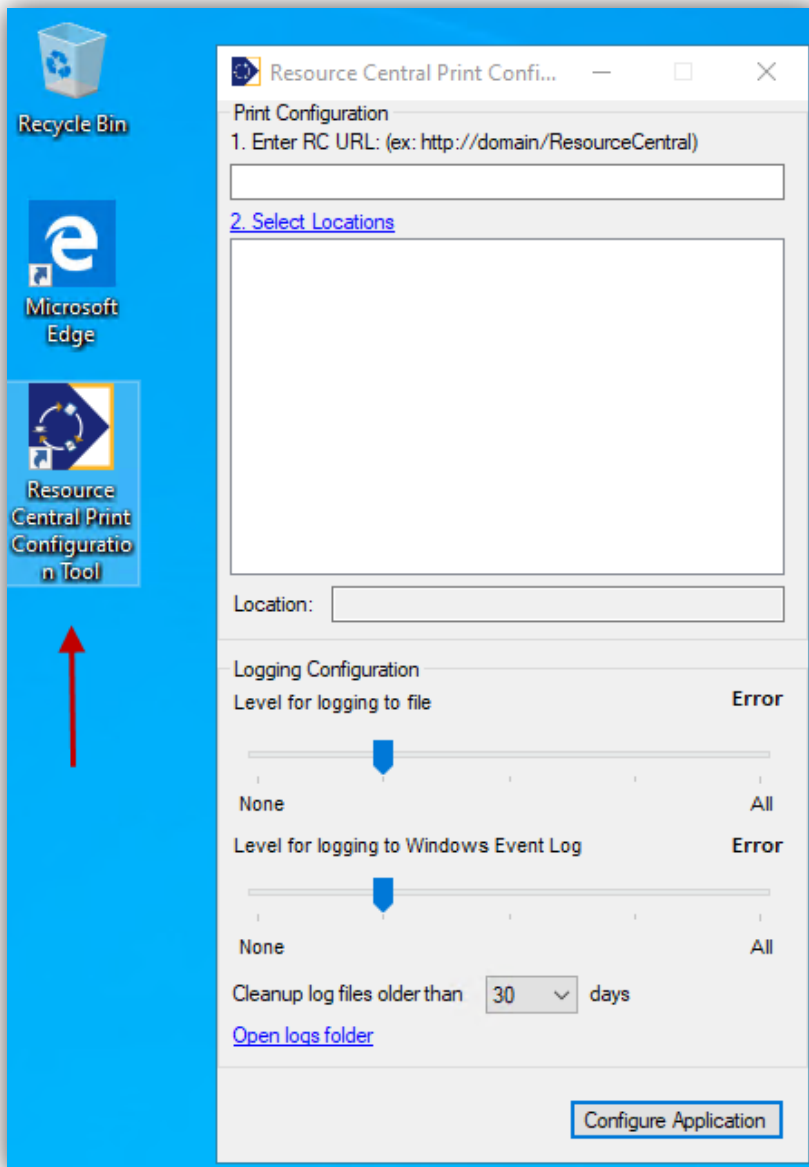 Recycle Bin
Microsoft
Edge
Resource
Central Print
Configuratio
n Tool
Resource Central Print Confi...
Print Configuration
1. Enter RC URL: (ex: http://domain/ResourceCentral)
2. Select Locations
Location:
Logging Configuration
Level for logging to file Error
None All
Level for logging to Windows Event Log Error
None All
Cleanup log files older than 30 days
Open logs folder
Configure Application